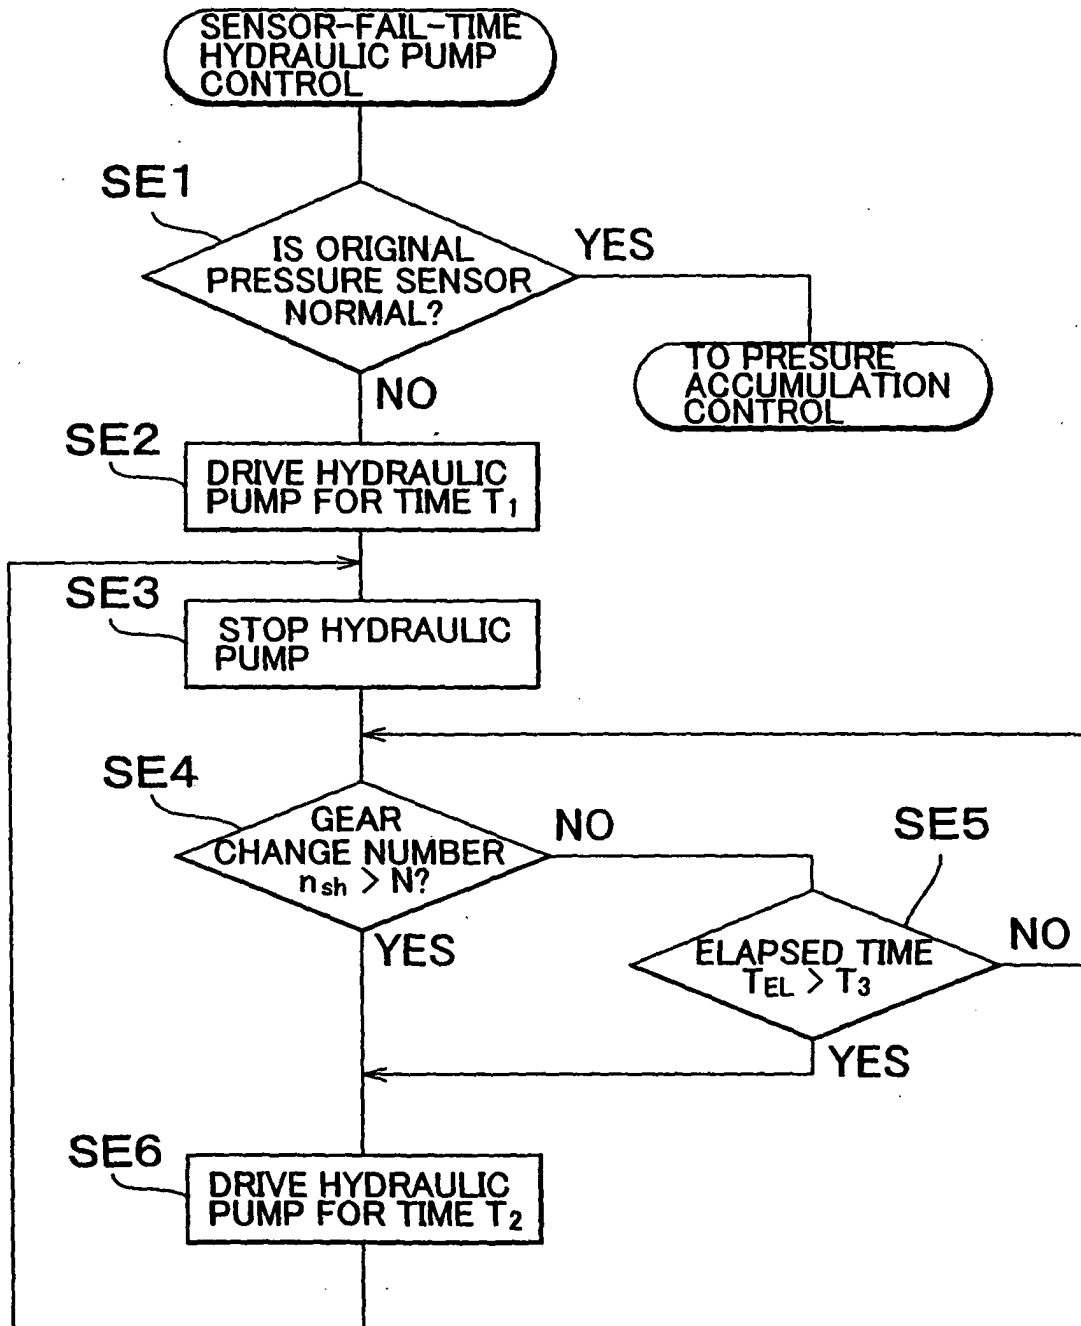 SENSOR-FAIL-TIME
HYDRAULIC PUMP
CONTROL
SE1
IS ORIGINAL
PRESSURE SENSOR
NORMAL?
YES
TO PRESURE
ACCUMULATION
CONTROL
NO
SE2
DRIVE HYDRAULIC
PUMP FOR TIME T1
SE3
STOP HYDRAULIC
PUMP
SE4
GEAR
CHANGE NUMBER
nsh > N?
NO
SE5
YES
ELAPSED TIME
TEL > T3
NO
YES
SE6
DRIVE HYDRAULIC
PUMP FOR TIME T2